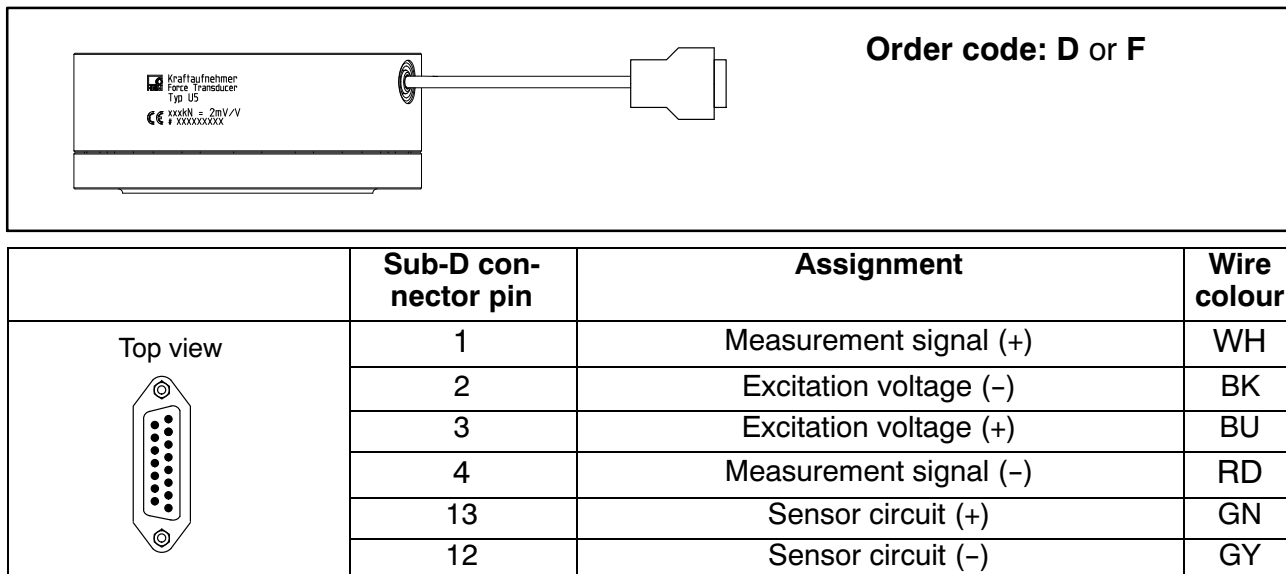 Order code: D or F
Kraftaufnehmer
Force Transducer
Typ U5
CE xxxkN = 2mV/V
# xxxxxxxxx
Sub-D con-
nector pin
Assignment
Wire
colour
Top view
1 Measurement signal (+) WH
2 Excitation voltage (–) BK
3 Excitation voltage (+) BU
4 Measurement signal (–) RD
13 Sensor circuit (+) GN
12 Sensor circuit (–) GY